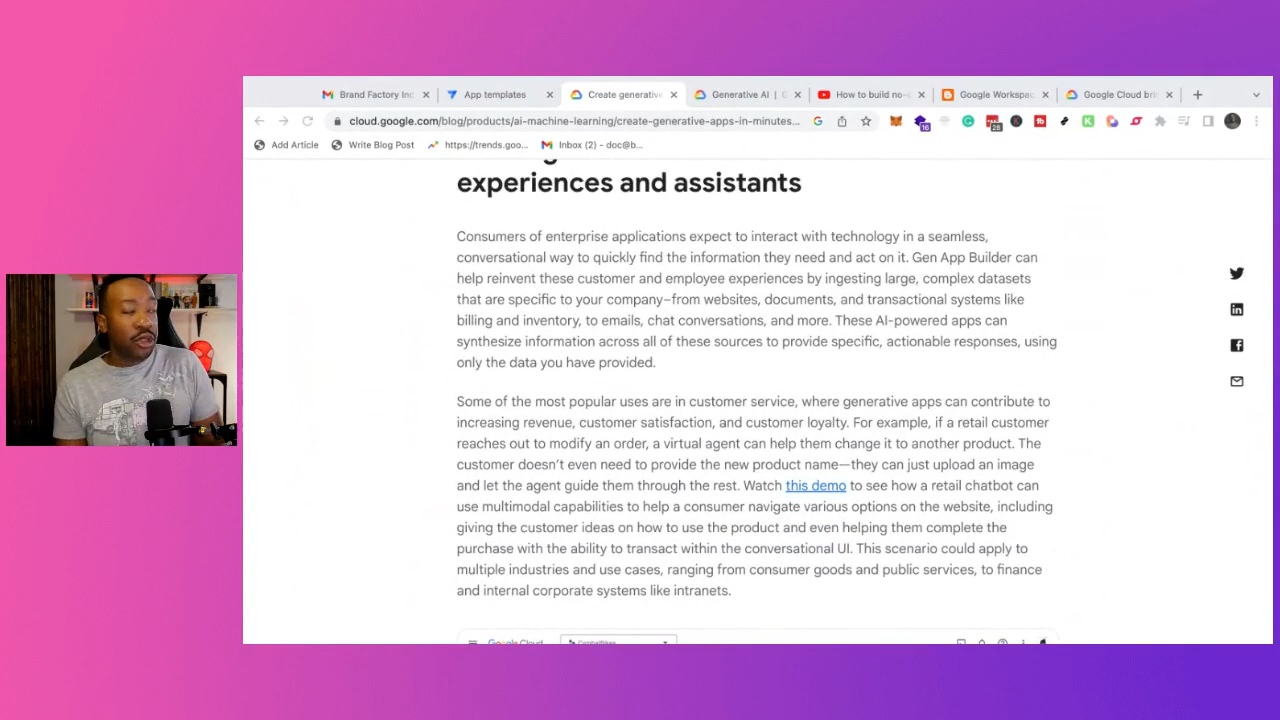 Brand Factory Inc
App templates
Create generative
Generative AI | G
How to build no-c
Google Workspac
Google Cloud brin
cloud.google.com/blog/products/ai-machine-learning/create-generative-apps-in-minutes...
16
28
Add Article
Write Blog Post
https://trends.goo...
Inbox (2) - doc@b...
experiences and assistants
Consumers of enterprise applications expect to interact with technology in a seamless,
conversational way to quickly find the information they need and act on it. Gen App Builder can
help reinvent these customer and employee experiences by ingesting large, complex datasets
that are specific to your company–from websites, documents, and transactional systems like
billing and inventory, to emails, chat conversations, and more. These AI-powered apps can
synthesize information across all of these sources to provide specific, actionable responses, using
only the data you have provided.
Some of the most popular uses are in customer service, where generative apps can contribute to
increasing revenue, customer satisfaction, and customer loyalty. For example, if a retail customer
reaches out to modify an order, a virtual agent can help them change it to another product. The
customer doesn’t even need to provide the new product name—they can just upload an image
and let the agent guide them through the rest. Watch this demo to see how a retail chatbot can
use multimodal capabilities to help a consumer navigate various options on the website, including
giving the customer ideas on how to use the product and even helping them complete the
purchase with the ability to transact within the conversational UI. This scenario could apply to
multiple industries and use cases, ranging from consumer goods and public services, to finance
and internal corporate systems like intranets.
Google Cloud